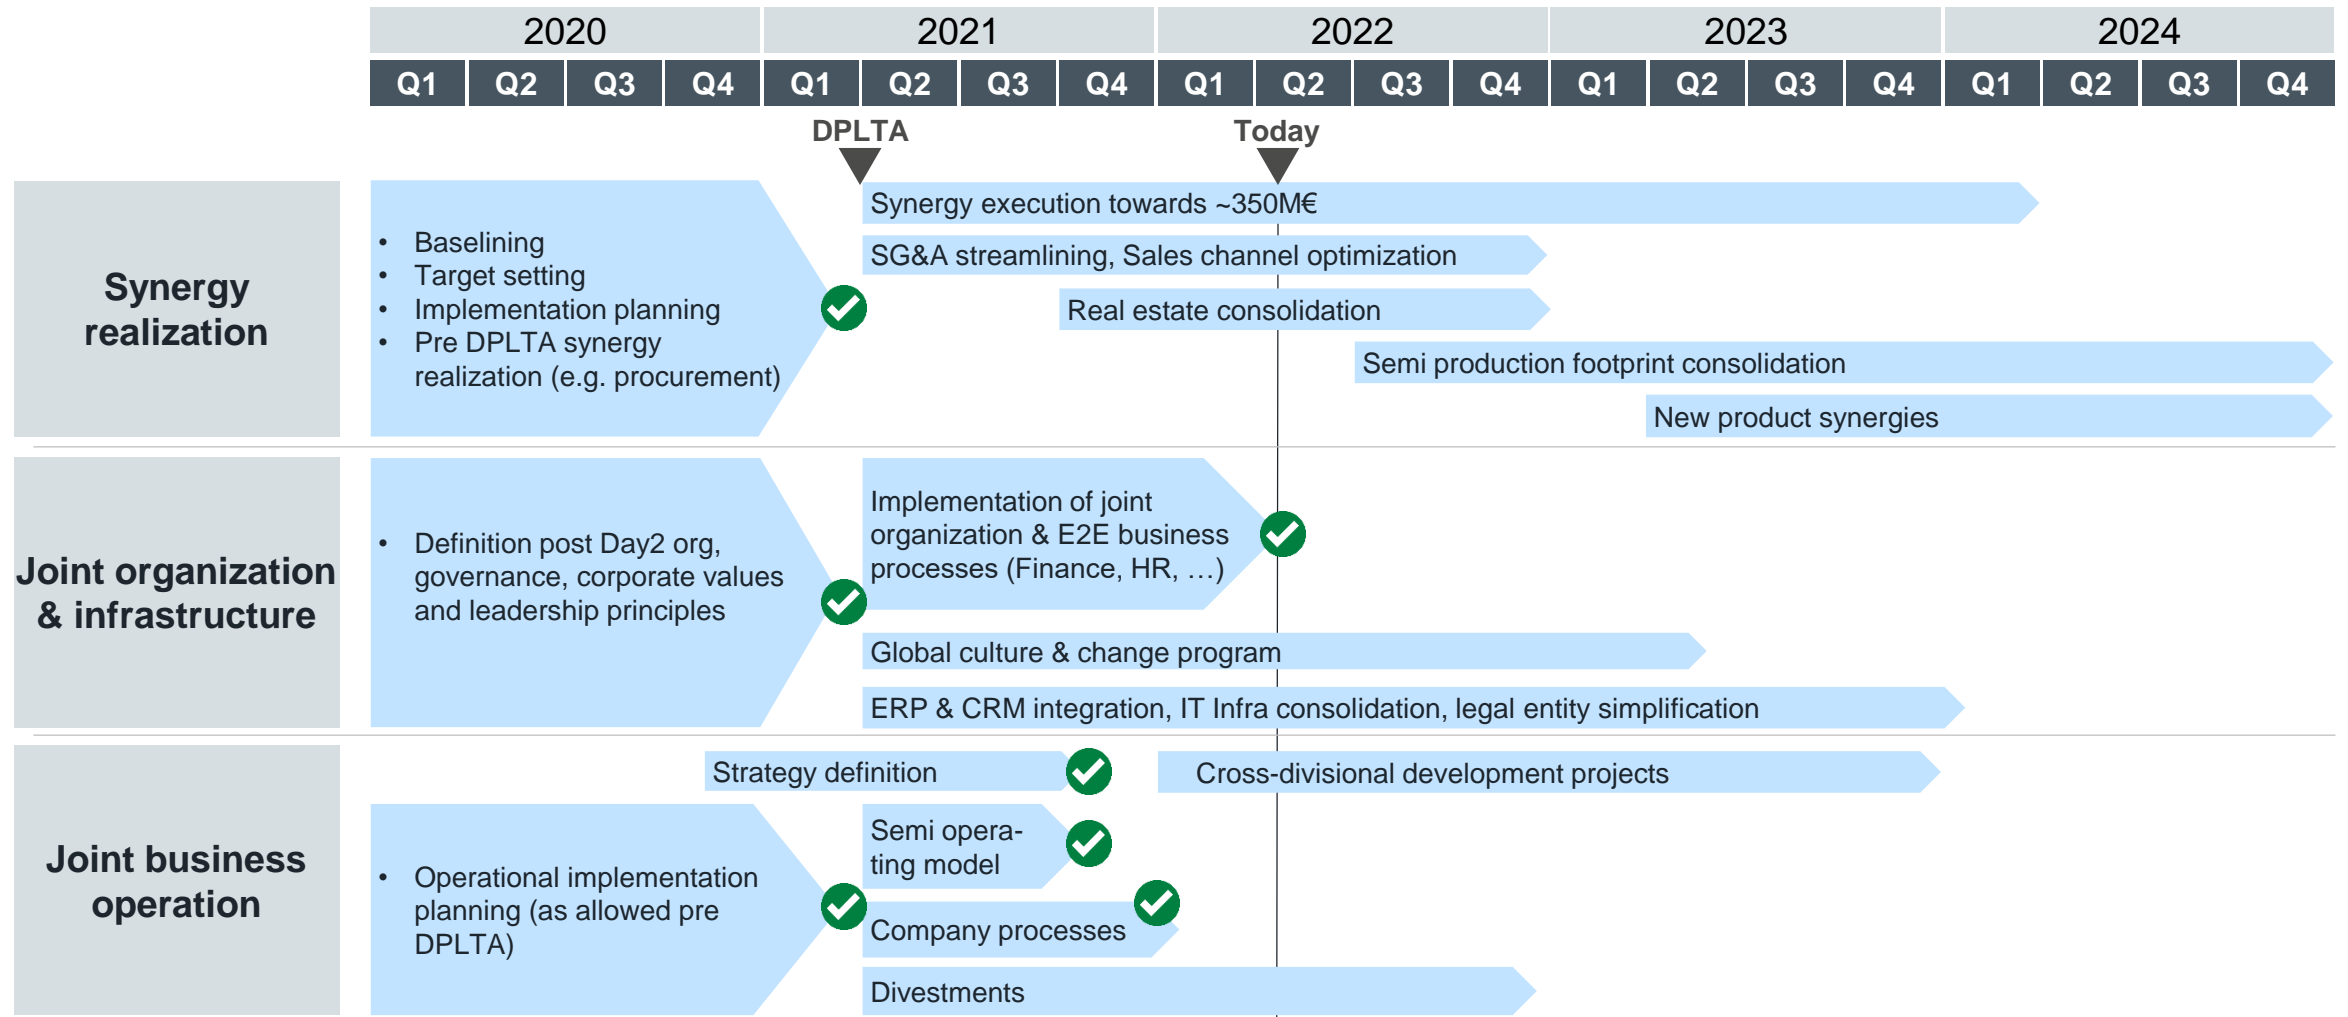 2020 2021 2022 2023 2024
Q1 Q2 Q3 Q4 Q1 Q2 Q3 Q4 Q1 Q2 Q3 Q4 Q1 Q2 Q3 Q4 Q1 Q2 Q3 Q4
DPLTA Today
Synergy
realization
• Baselining
• Target setting
• Implementation planning
• Pre DPLTA synergy
realization (e.g. procurement)
Synergy execution towards ~350M€
SG&A streamlining, Sales channel optimization
Real estate consolidation
Semi production footprint consolidation
New product synergies
Joint organization
& infrastructure
• Definition post Day2 org,
governance, corporate values
and leadership principles
Implementation of joint
organization & E2E business
processes (Finance, HR, …)
Global culture & change program
ERP & CRM integration, IT Infra consolidation, legal entity simplification
Joint business
operation
Strategy definition
Cross-divisional development projects
• Operational implementation
planning (as allowed pre
DPLTA)
Semi opera-
ting model
Company processes
Divestments